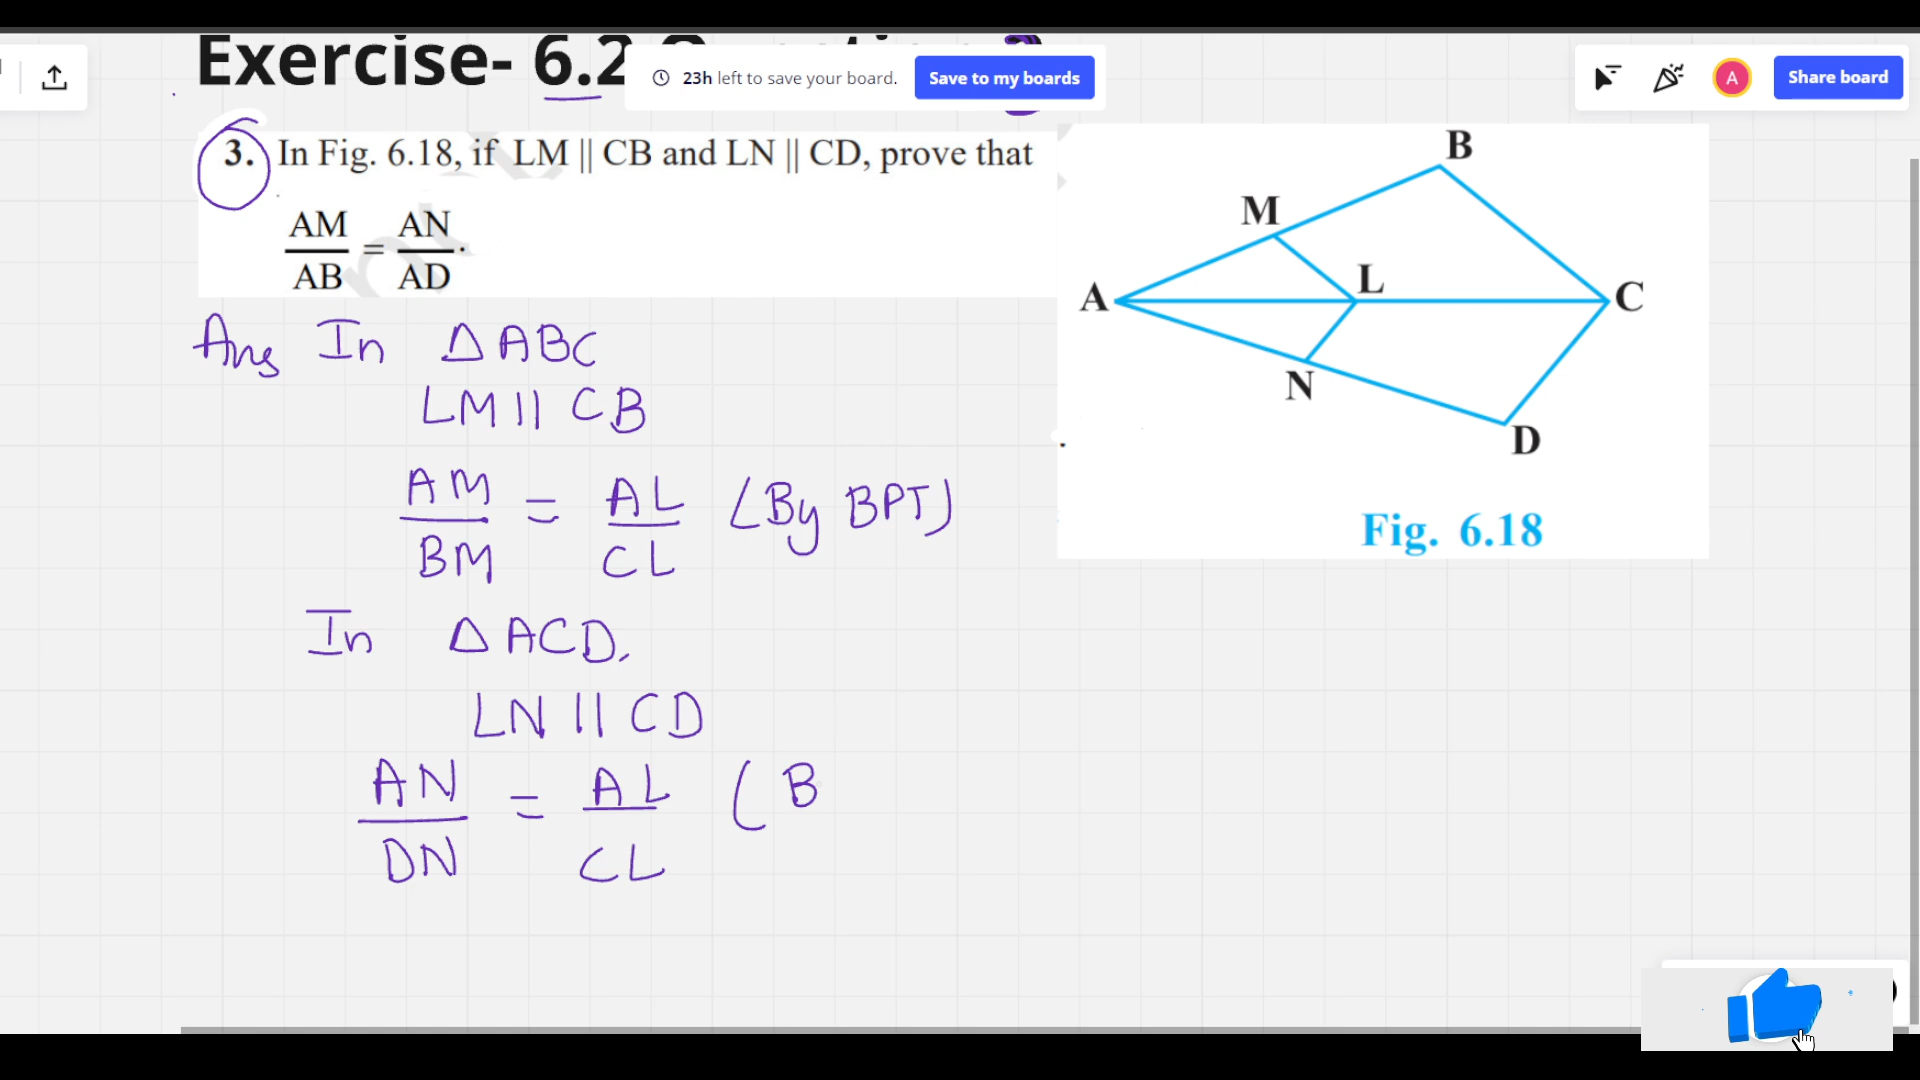 Exercise- 6.2
23h left to save your board.
Save to my boards
A
Share board
3. In Fig. 6.18, if LM || CB and LN || CD, prove that
AM/AB = AN/AD.
Ans In △ABC
LM || CB
AM/BM = AL/CL (By BPT)
In △ACD,
LN || CD
AN/DN = AL/CL (B
B
M
L
A
C
N
D
Fig. 6.18